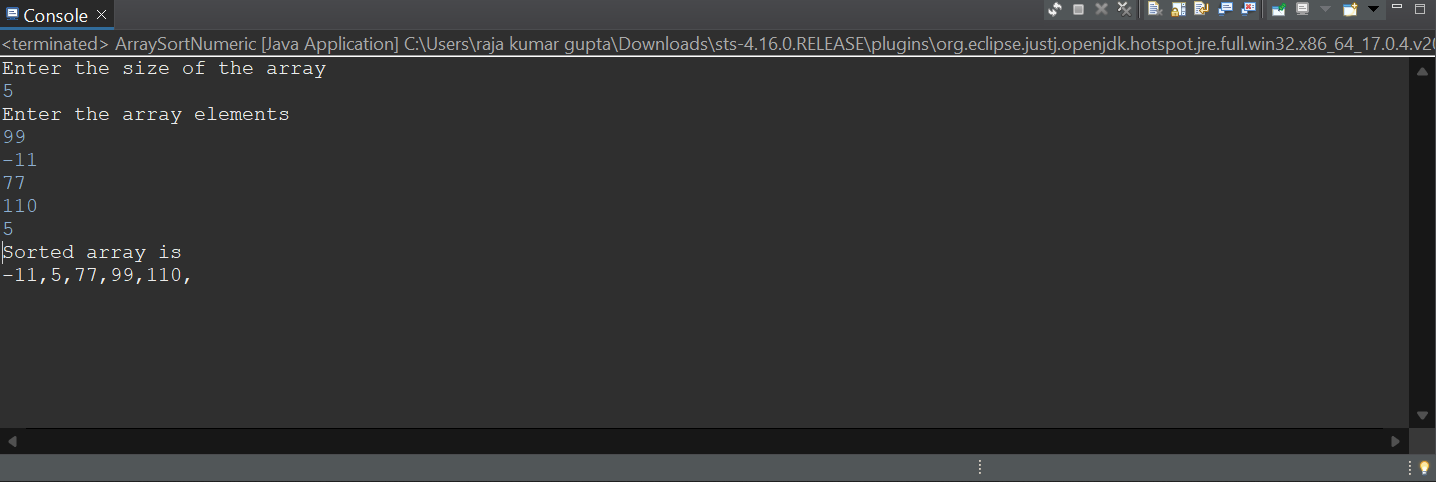 Console
<terminated> ArraySortNumeric [Java Application] C:\Users\raja kumar gupta\Downloads\sts-4.16.0.RELEASE\plugins\org.eclipse.justj.openjdk.hotspot.jre.full.win32.x86_64_17.0.4.v20
Enter the size of the array
5
Enter the array elements
99
-11
77
110
5
Sorted array is
-11,5,77,99,110,